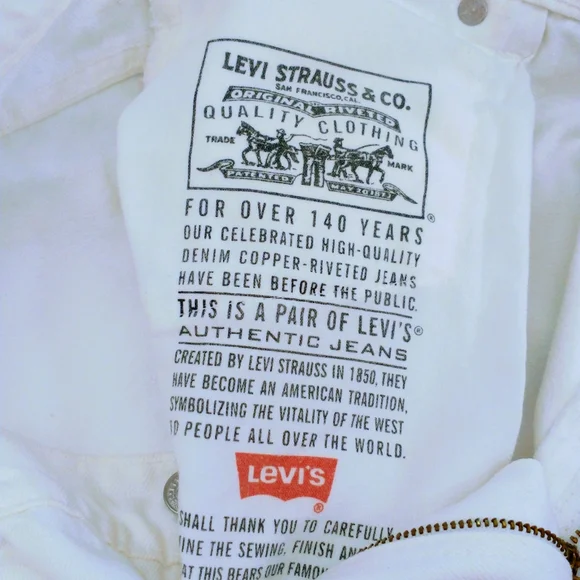 LEVI STRAUSS & CO.
SAN FRANCISCO, CAL.
ORIGINAL RIVETED
QUALITY CLOTHING
TRADE MARK
PATENTED MAY 20 1873
®
FOR OVER 140 YEARS
OUR CELEBRATED HIGH-QUALITY
DENIM COPPER-RIVETED JEANS
HAVE BEEN BEFORE THE PUBLIC.
THIS IS A PAIR OF LEVI'S®
AUTHENTIC JEANS
CREATED BY LEVI STRAUSS IN 1850, THEY
HAVE BECOME AN AMERICAN TRADITION,
SYMBOLIZING THE VITALITY OF THE WEST
TO PEOPLE ALL OVER THE WORLD.
LEVI'S
®
SHALL THANK YOU TO CAREFULLY
THE SEWING, FINISH
THIS BEARS OUR